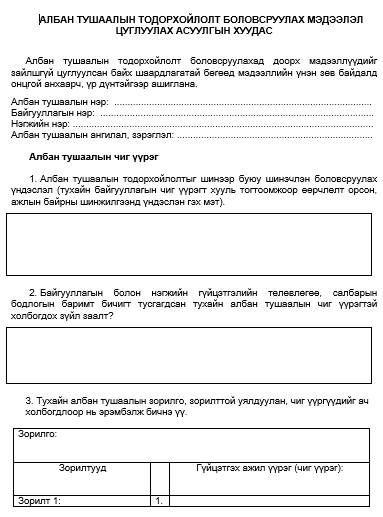 АЛБАН ТУШААЛЫН ТОДОРХОЙЛОЛТ БОЛОВСРУУЛАХ МЭДЭЭЛЭЛ
ЦУГЛУУЛАХ АСУУЛГЫН ХУУДАС
Албан тушаалын тодорхойлолт боловсруулахад доорх мэдээллүүдийг
зайлшгүй цуглуулсан байх шаардлагатай бөгөөд мэдээллийн үнэн зөв байдалд
онцгой анхаарч, үр дүнтэйгээр ашиглана.
Албан тушаалын нэр: ................................................................
Байгууллагын нэр: ................................................................
Нэгжийн нэр: ................................................................
Албан тушаалын ангилал, зэрэглэл: ................................................................
Албан тушаалын чиг үүрэг
1. Албан тушаалын тодорхойлолтыг шинээр буюу шинэчлэн боловсруулах
үндэслэл (тухайн байгууллагын чиг үүрэгт хууль тогтоомжоор өөрчлөлт орсон,
ажлын байрны шинжилгээнд үндэслэн гэх мэт).
2. Байгууллагын болон нэгжийн гүйцэтгэлийн төлөвлөгөө, салбарын
бодлогын баримт бичигт тусгагдсан тухайн албан тушаалын чиг үүрэгтэй
холбогдох зүйл заалт?
3. Тухайн албан тушаалын зорилго, зорилттой уялдуулан, чиг үүргүүдийг ач
холбогдлоор нь эрэмбэлж бичнэ үү.
Зорилго:
Зорилтууд Гүйцэтгэх ажил үүрэг (чиг үүрэг):
Зорилт 1: 1.